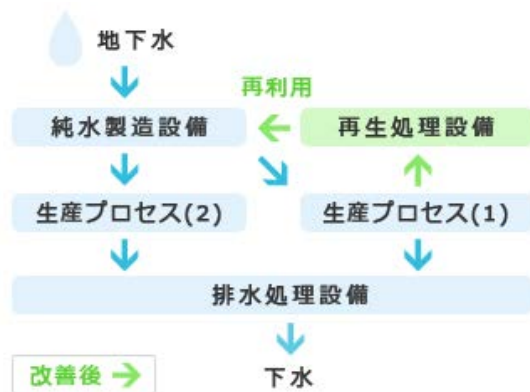 地下水
再利用
純水製造設備
再生処理設備
生産プロセス(2)
生産プロセス(1)
排水処理設備
改善後
下水